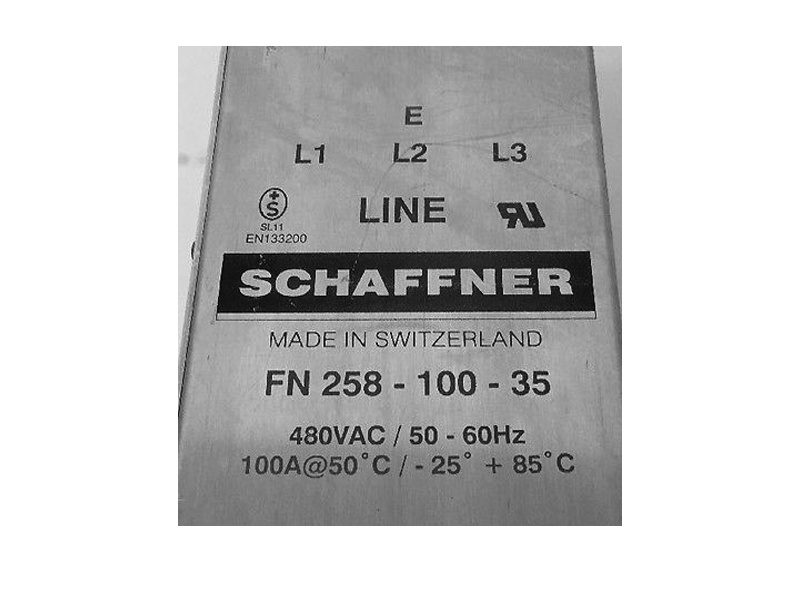 E
L1 L2 L3
+
S
SL11
EN133200
LINE
RU
SCHAFFNER
MADE IN SWITZERLAND
FN 258 - 100 - 35
480VAC / 50 - 60Hz
100A@50°C / - 25° + 85°C